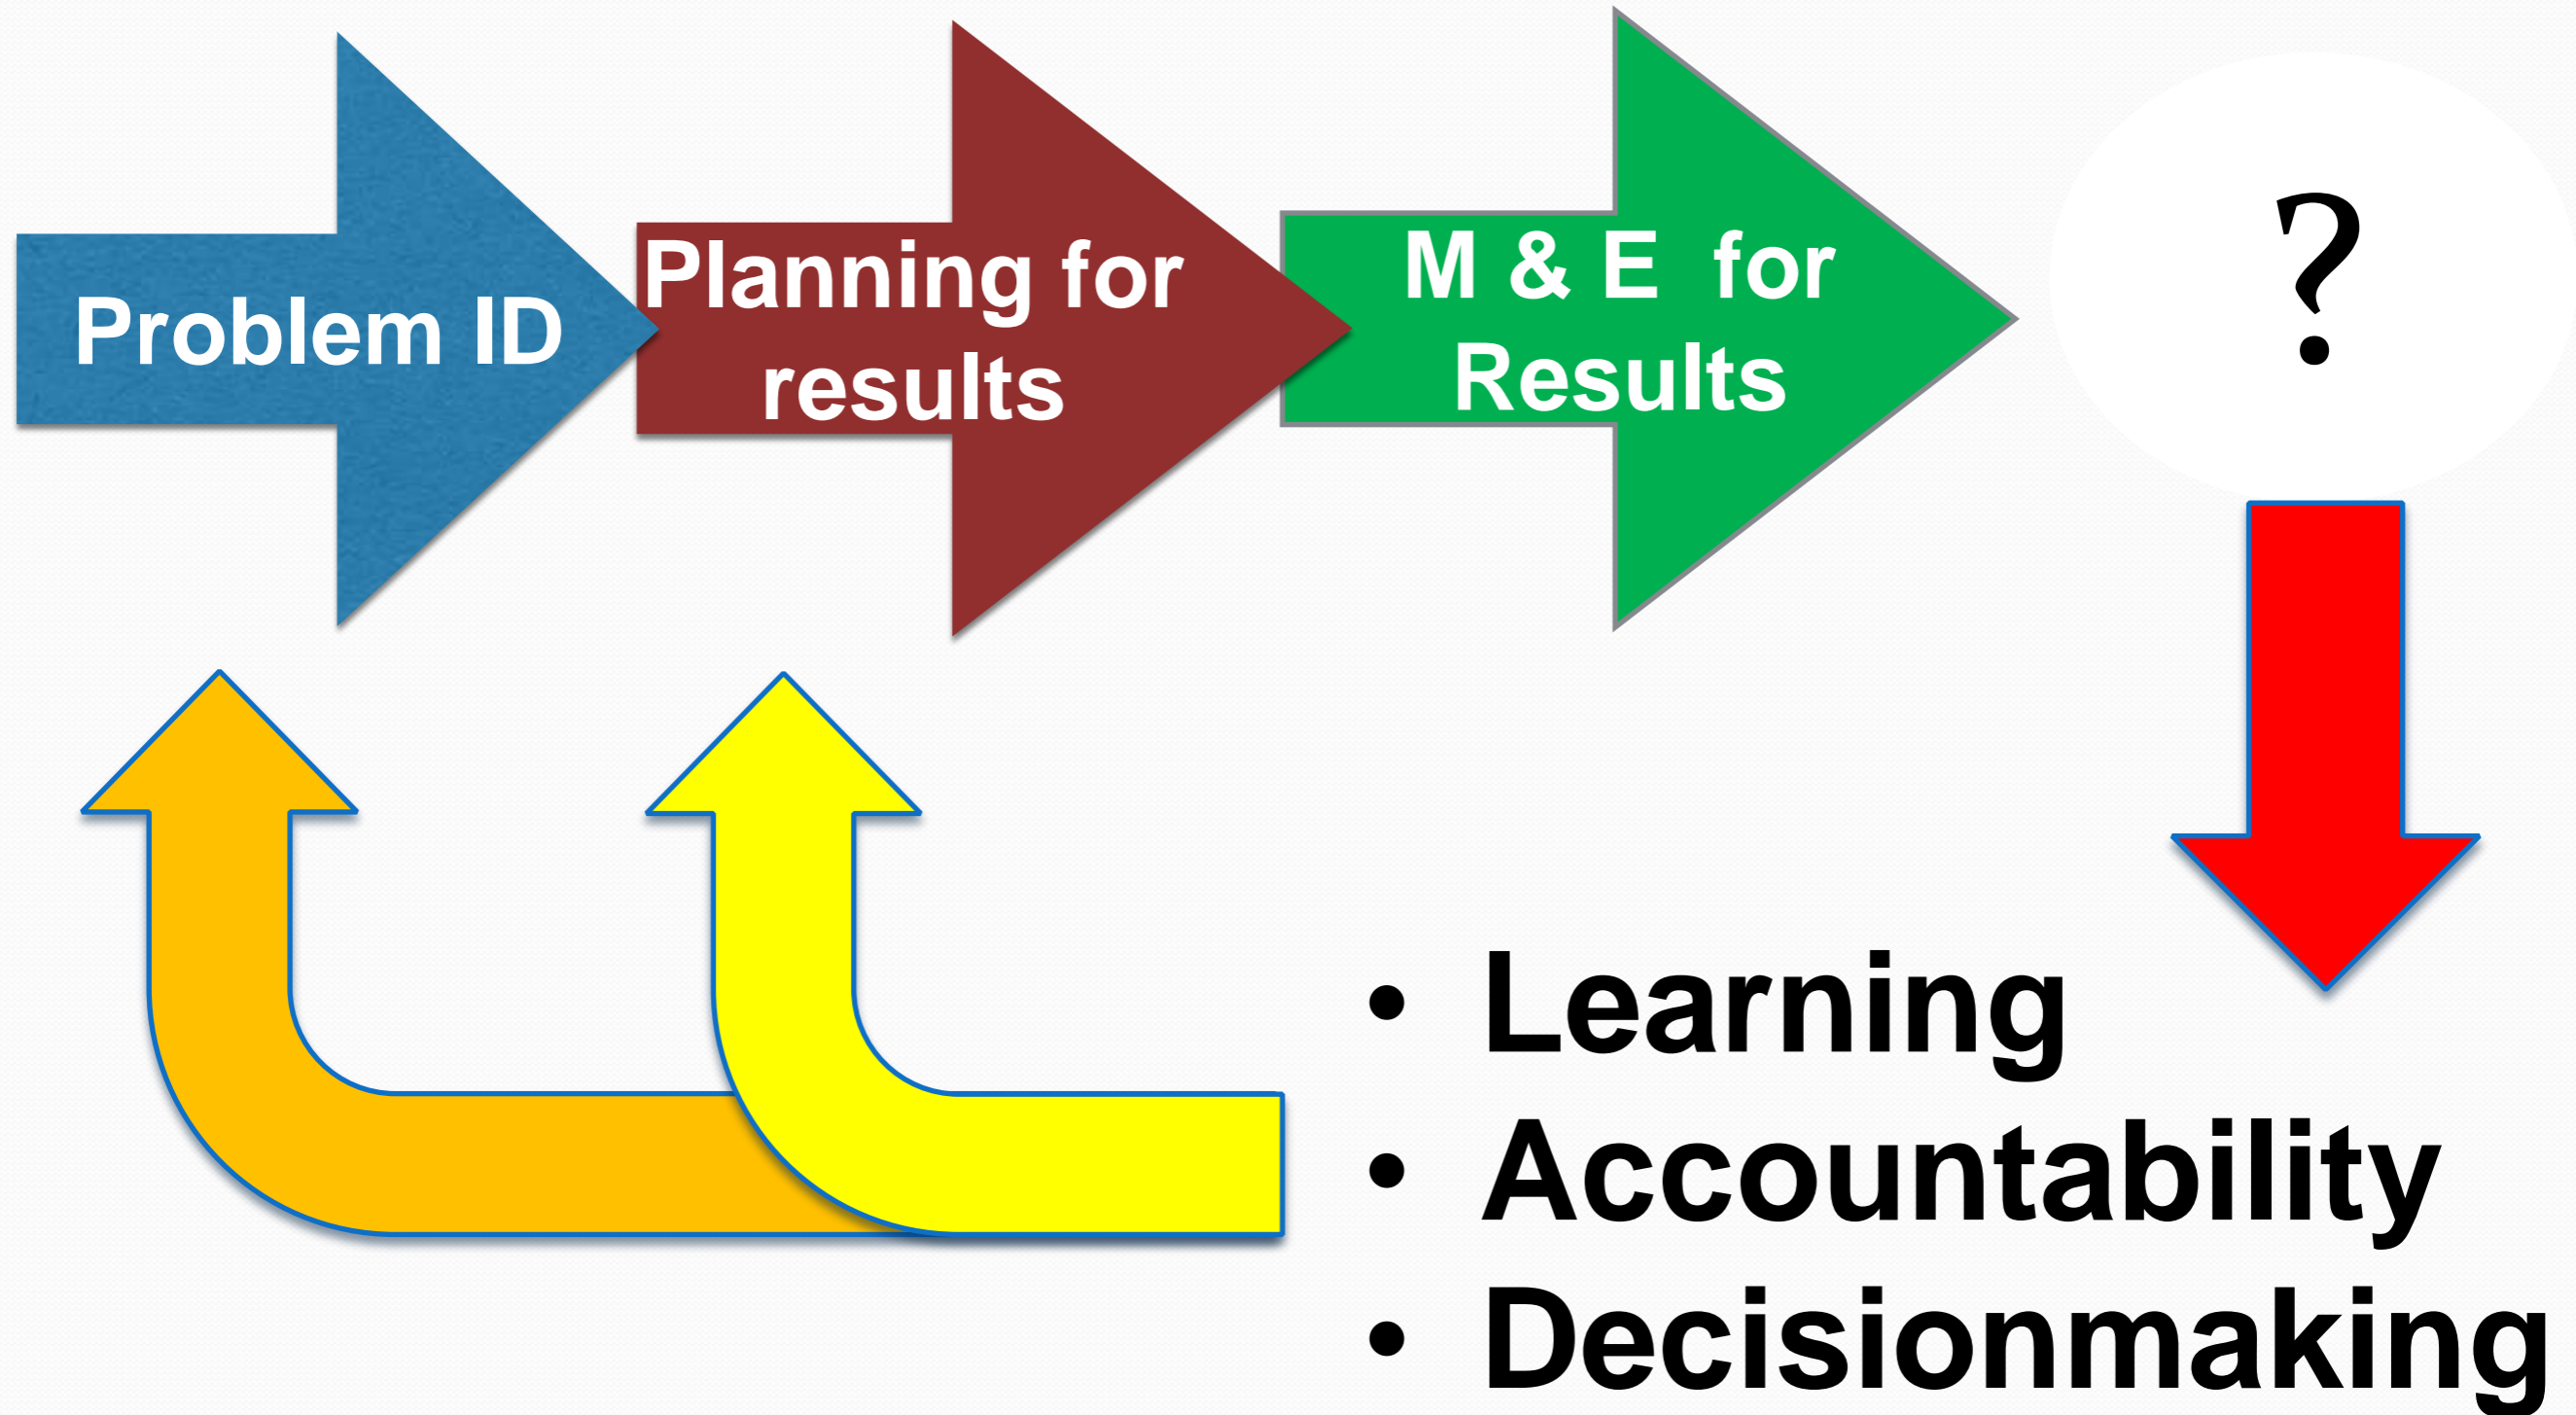 Problem ID
Planning for
results
M & E for
Results
?
• Learning
• Accountability
• Decisionmaking